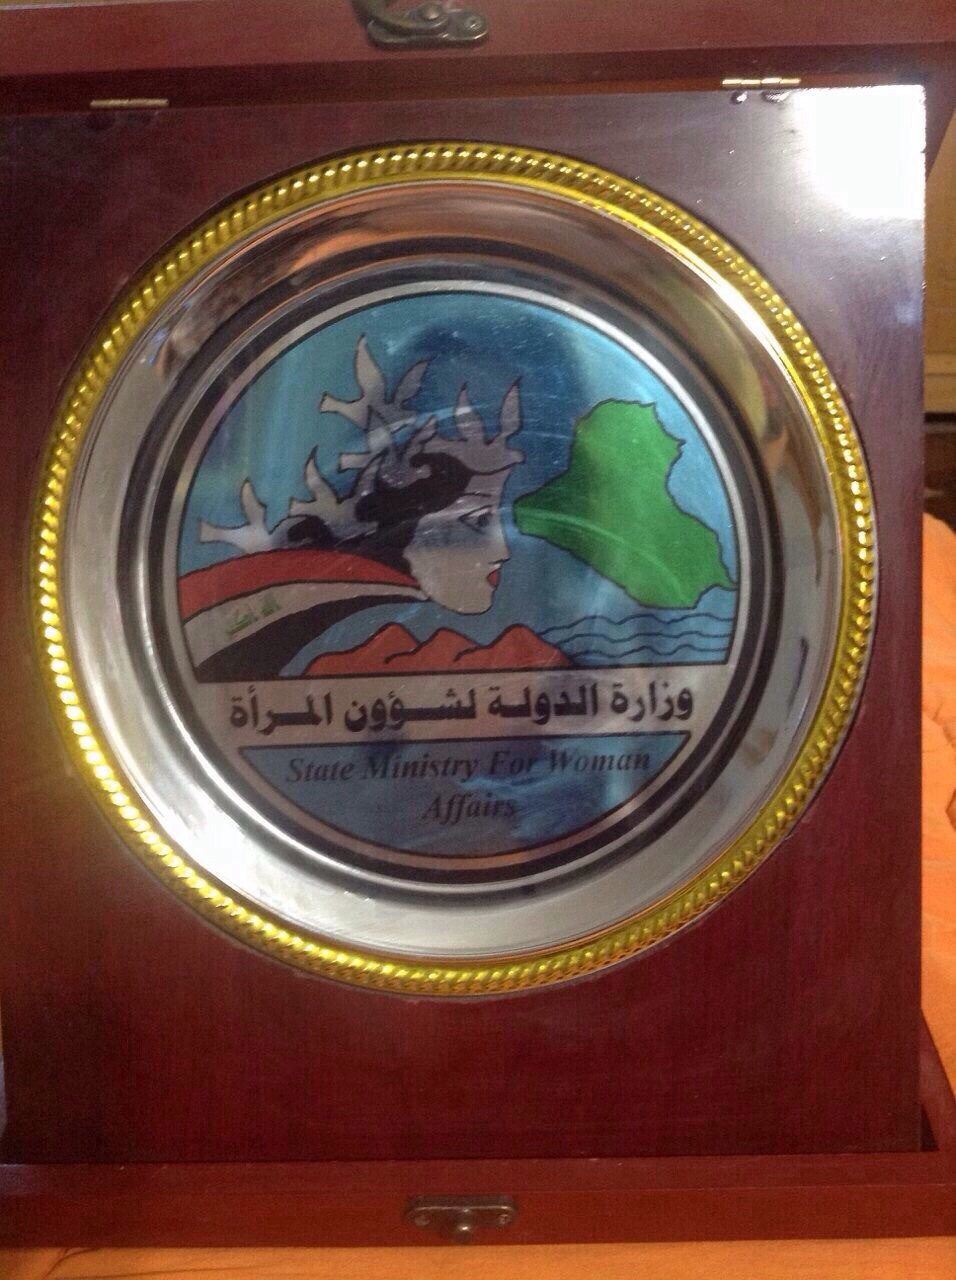 وزارة الدولة لشؤون المرأة
State Ministry For Woman
Affairs